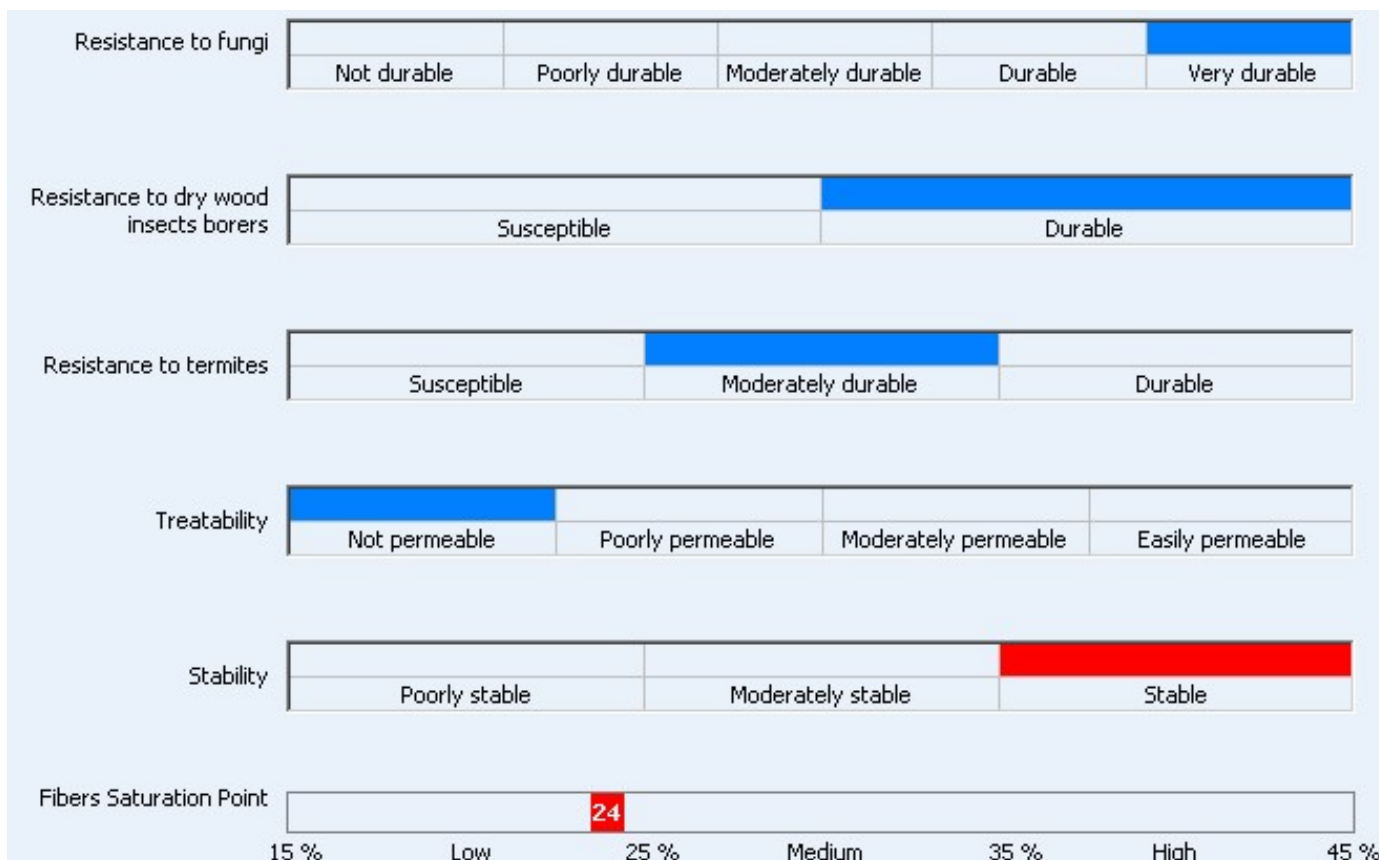 Resistance to fungi
Not durable Poorly durable Moderately durable Durable Very durable
Resistance to dry wood
insects borers
Susceptible Durable
Resistance to termites
Susceptible Moderately durable Durable
Treatability
Not permeable Poorly permeable Moderately permeable Easily permeable
Stability
Poorly stable Moderately stable Stable
Fibers Saturation Point
24
15 % Low 25 % Medium 35 % High 45 %